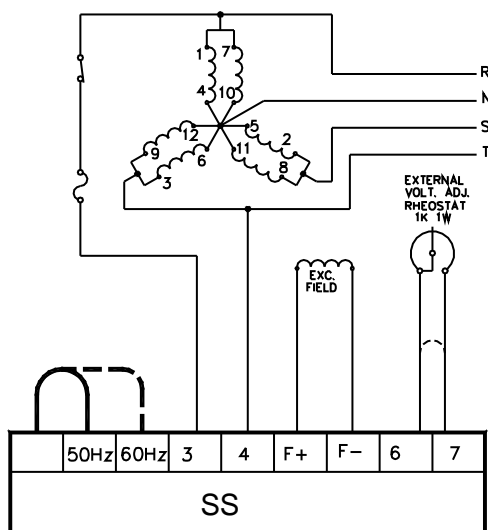 1 7
R
4 10
N
12 5
S
9 6 11 2
T
3 8
EXTERNAL
VOLT. ADJ.
RHEOSTAT
1K 1W
EXC.
FIELD
50Hz 60Hz 3 4 F+ F- 6 7
SS